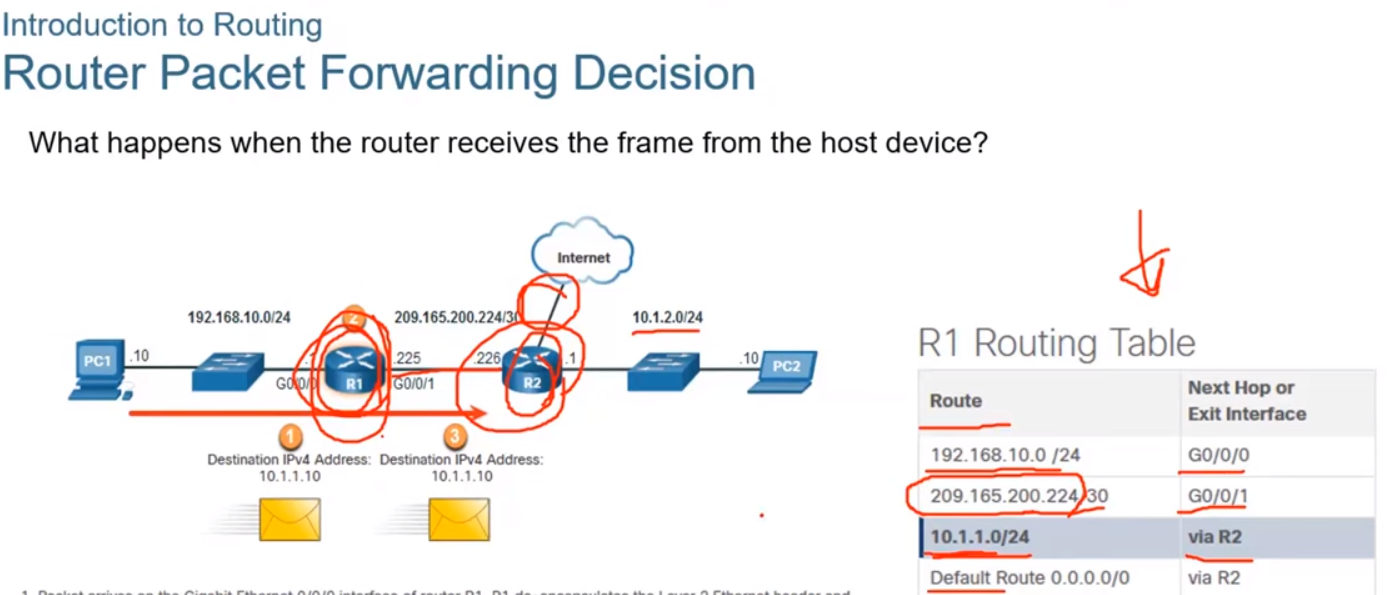 Introduction to Routing
Router Packet Forwarding Decision
What happens when the router receives the frame from the host device?
Internet
192.168.10.0/24
2
209.165.200.224/30
10.1.2.0/24
PC1
.10
.1
R1
.225
.226
R2
.1
.10
PC2
G0/0/0
G0/0/1
1
3
Destination IPv4 Address: Destination IPv4 Address:
10.1.1.10 10.1.1.10
R1 Routing Table
Route Next Hop or
Exit Interface
192.168.10.0 /24 G0/0/0
209.165.200.224/30 G0/0/1
10.1.1.0/24 via R2
Default Route 0.0.0.0/0 via R2
1. Packet arrives on the Gigabit Ethernet 0/0/0 interface of router R1. R1 de-encapsulates the Layer 2 Ethernet header and